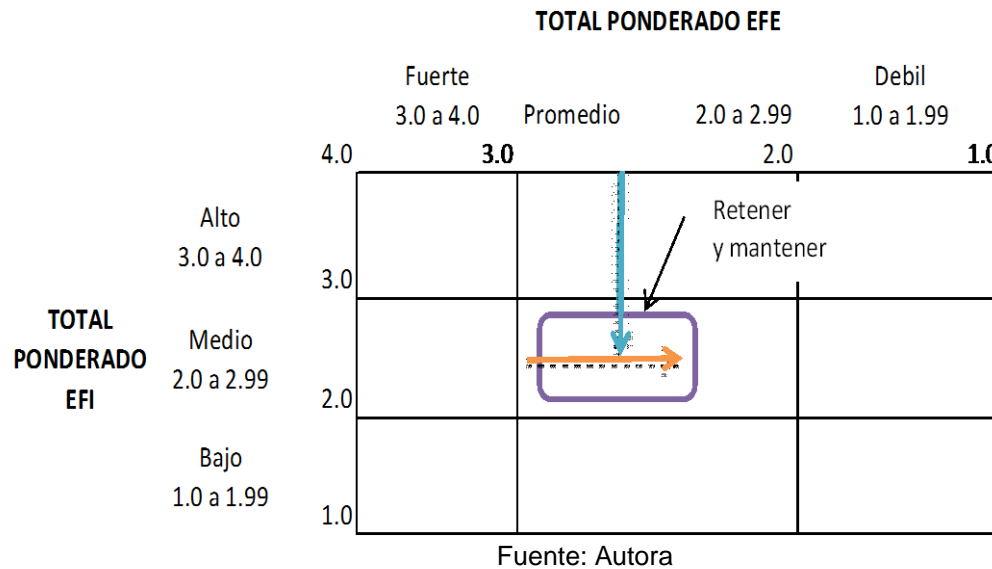 TOTAL PONDERADO EFE
Fuerte
Debil
3.0 a 4.0 Promedio 2.0 a 2.99 1.0 a 1.99
4.0 3.0 2.0 1.0
Retener
y mantener
Alto
3.0 a 4.0
3.0
TOTAL
PONDERADO
EFI
Medio
2.0 a 2.99
2.0
Bajo
1.0 a 1.99
1.0
Fuente: Autora